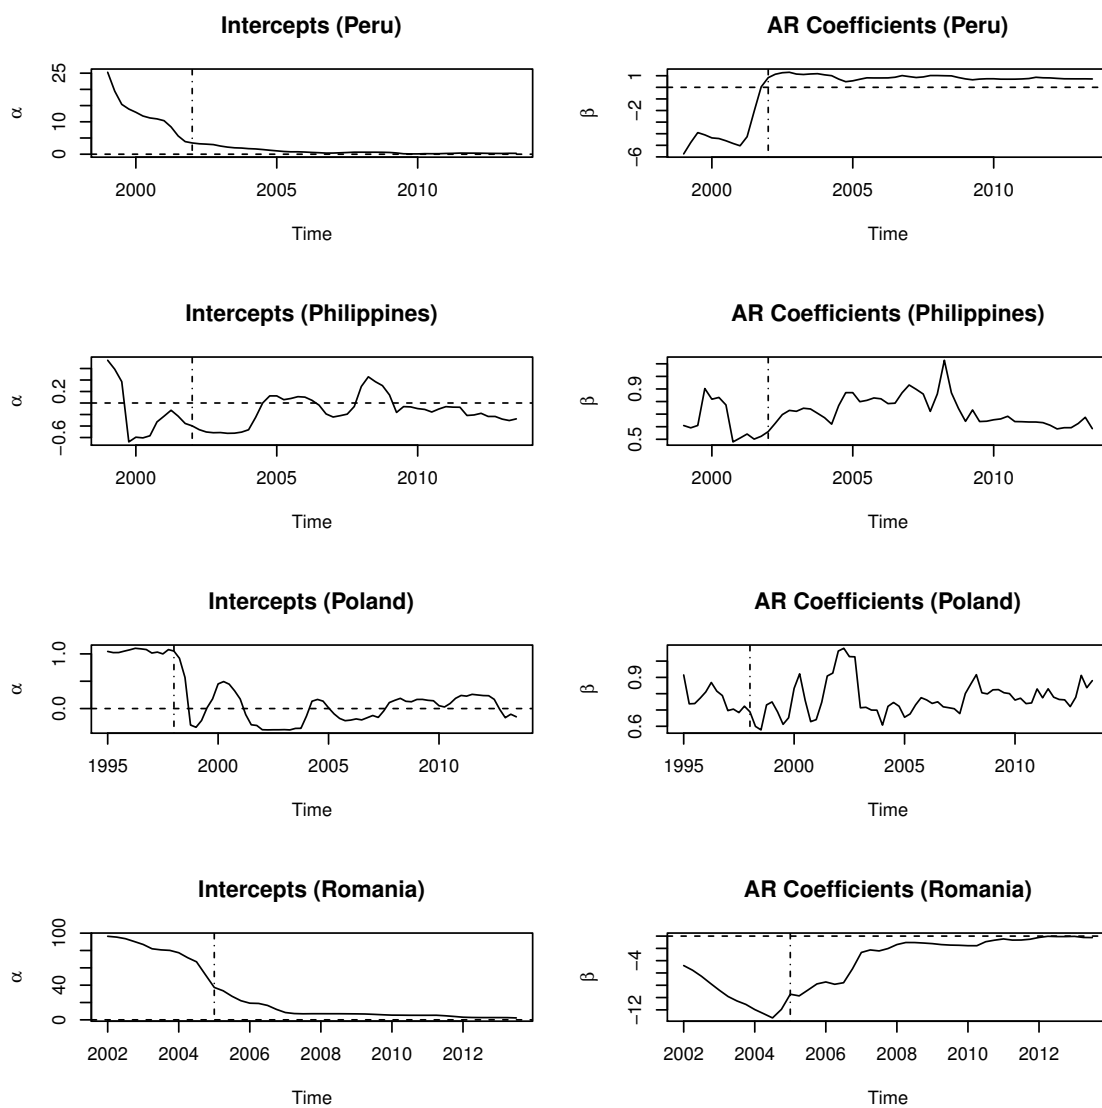 Intercepts (Peru)
α
25
10
0
2000 2005 2010
Time
AR Coefficients (Peru)
β
1
−2
−6
2000 2005 2010
Time
Intercepts (Philippines)
α
0.2
−0.6
2000 2005 2010
Time
AR Coefficients (Philippines)
β
0.9
0.5
2000 2005 2010
Time
Intercepts (Poland)
α
1.0
0.0
1995 2000 2005 2010
Time
AR Coefficients (Poland)
β
0.9
0.6
1995 2000 2005 2010
Time
Intercepts (Romania)
α
100
40
0
2002 2004 2006 2008 2010 2012
Time
AR Coefficients (Romania)
β
−4
−12
2002 2004 2006 2008 2010 2012
Time